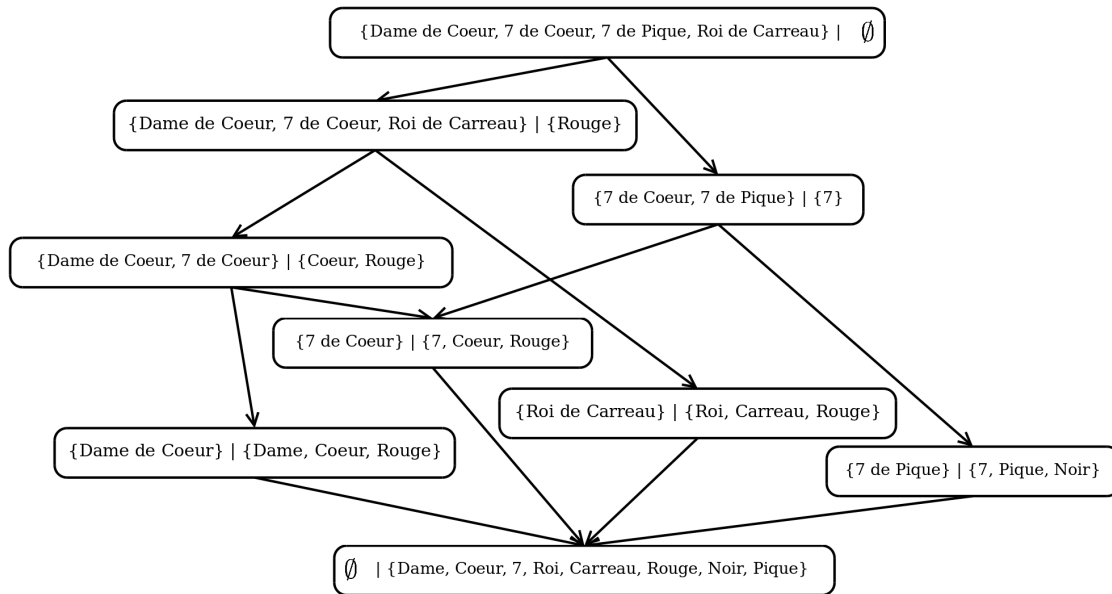 {Dame de Coeur, 7 de Coeur, 7 de Pique, Roi de Carreau} | ∅
{Dame de Coeur, 7 de Coeur, Roi de Carreau} | {Rouge}
{7 de Coeur, 7 de Pique} | {7}
{Dame de Coeur, 7 de Coeur} | {Coeur, Rouge}
{7 de Coeur} | {7, Coeur, Rouge}
{Roi de Carreau} | {Roi, Carreau, Rouge}
{Dame de Coeur} | {Dame, Coeur, Rouge}
{7 de Pique} | {7, Pique, Noir}
∅ | {Dame, Coeur, 7, Roi, Carreau, Rouge, Noir, Pique}